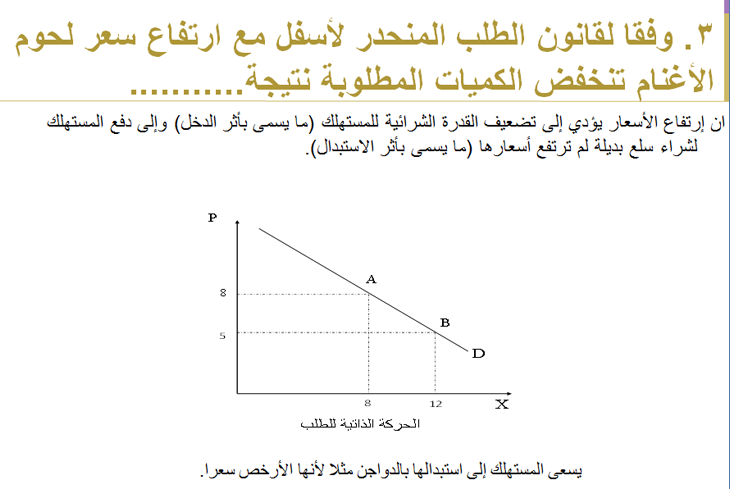 ٣. وفقا لقانون الطلب المنحدر لأسفل مع ارتفاع سعر لحوم
الأغنام تنخفض الكميات المطلوبة نتيجة...........
ان إرتفاع الأسعار يؤدي إلى تضعيف القدرة الشرائية للمستهلك (ما يسمى بأثر الدخل) وإلى دفع المستهلك
لشراء سلع بديلة لم ترتفع أسعارها (ما يسمى بأثر الاستبدال).
P
A
8
B
5
D
8
12
X
الحركة الذاتية للطلب
يسعى المستهلك إلى استبدالها بالدواجن مثلا لأنها الأرخص سعرا.